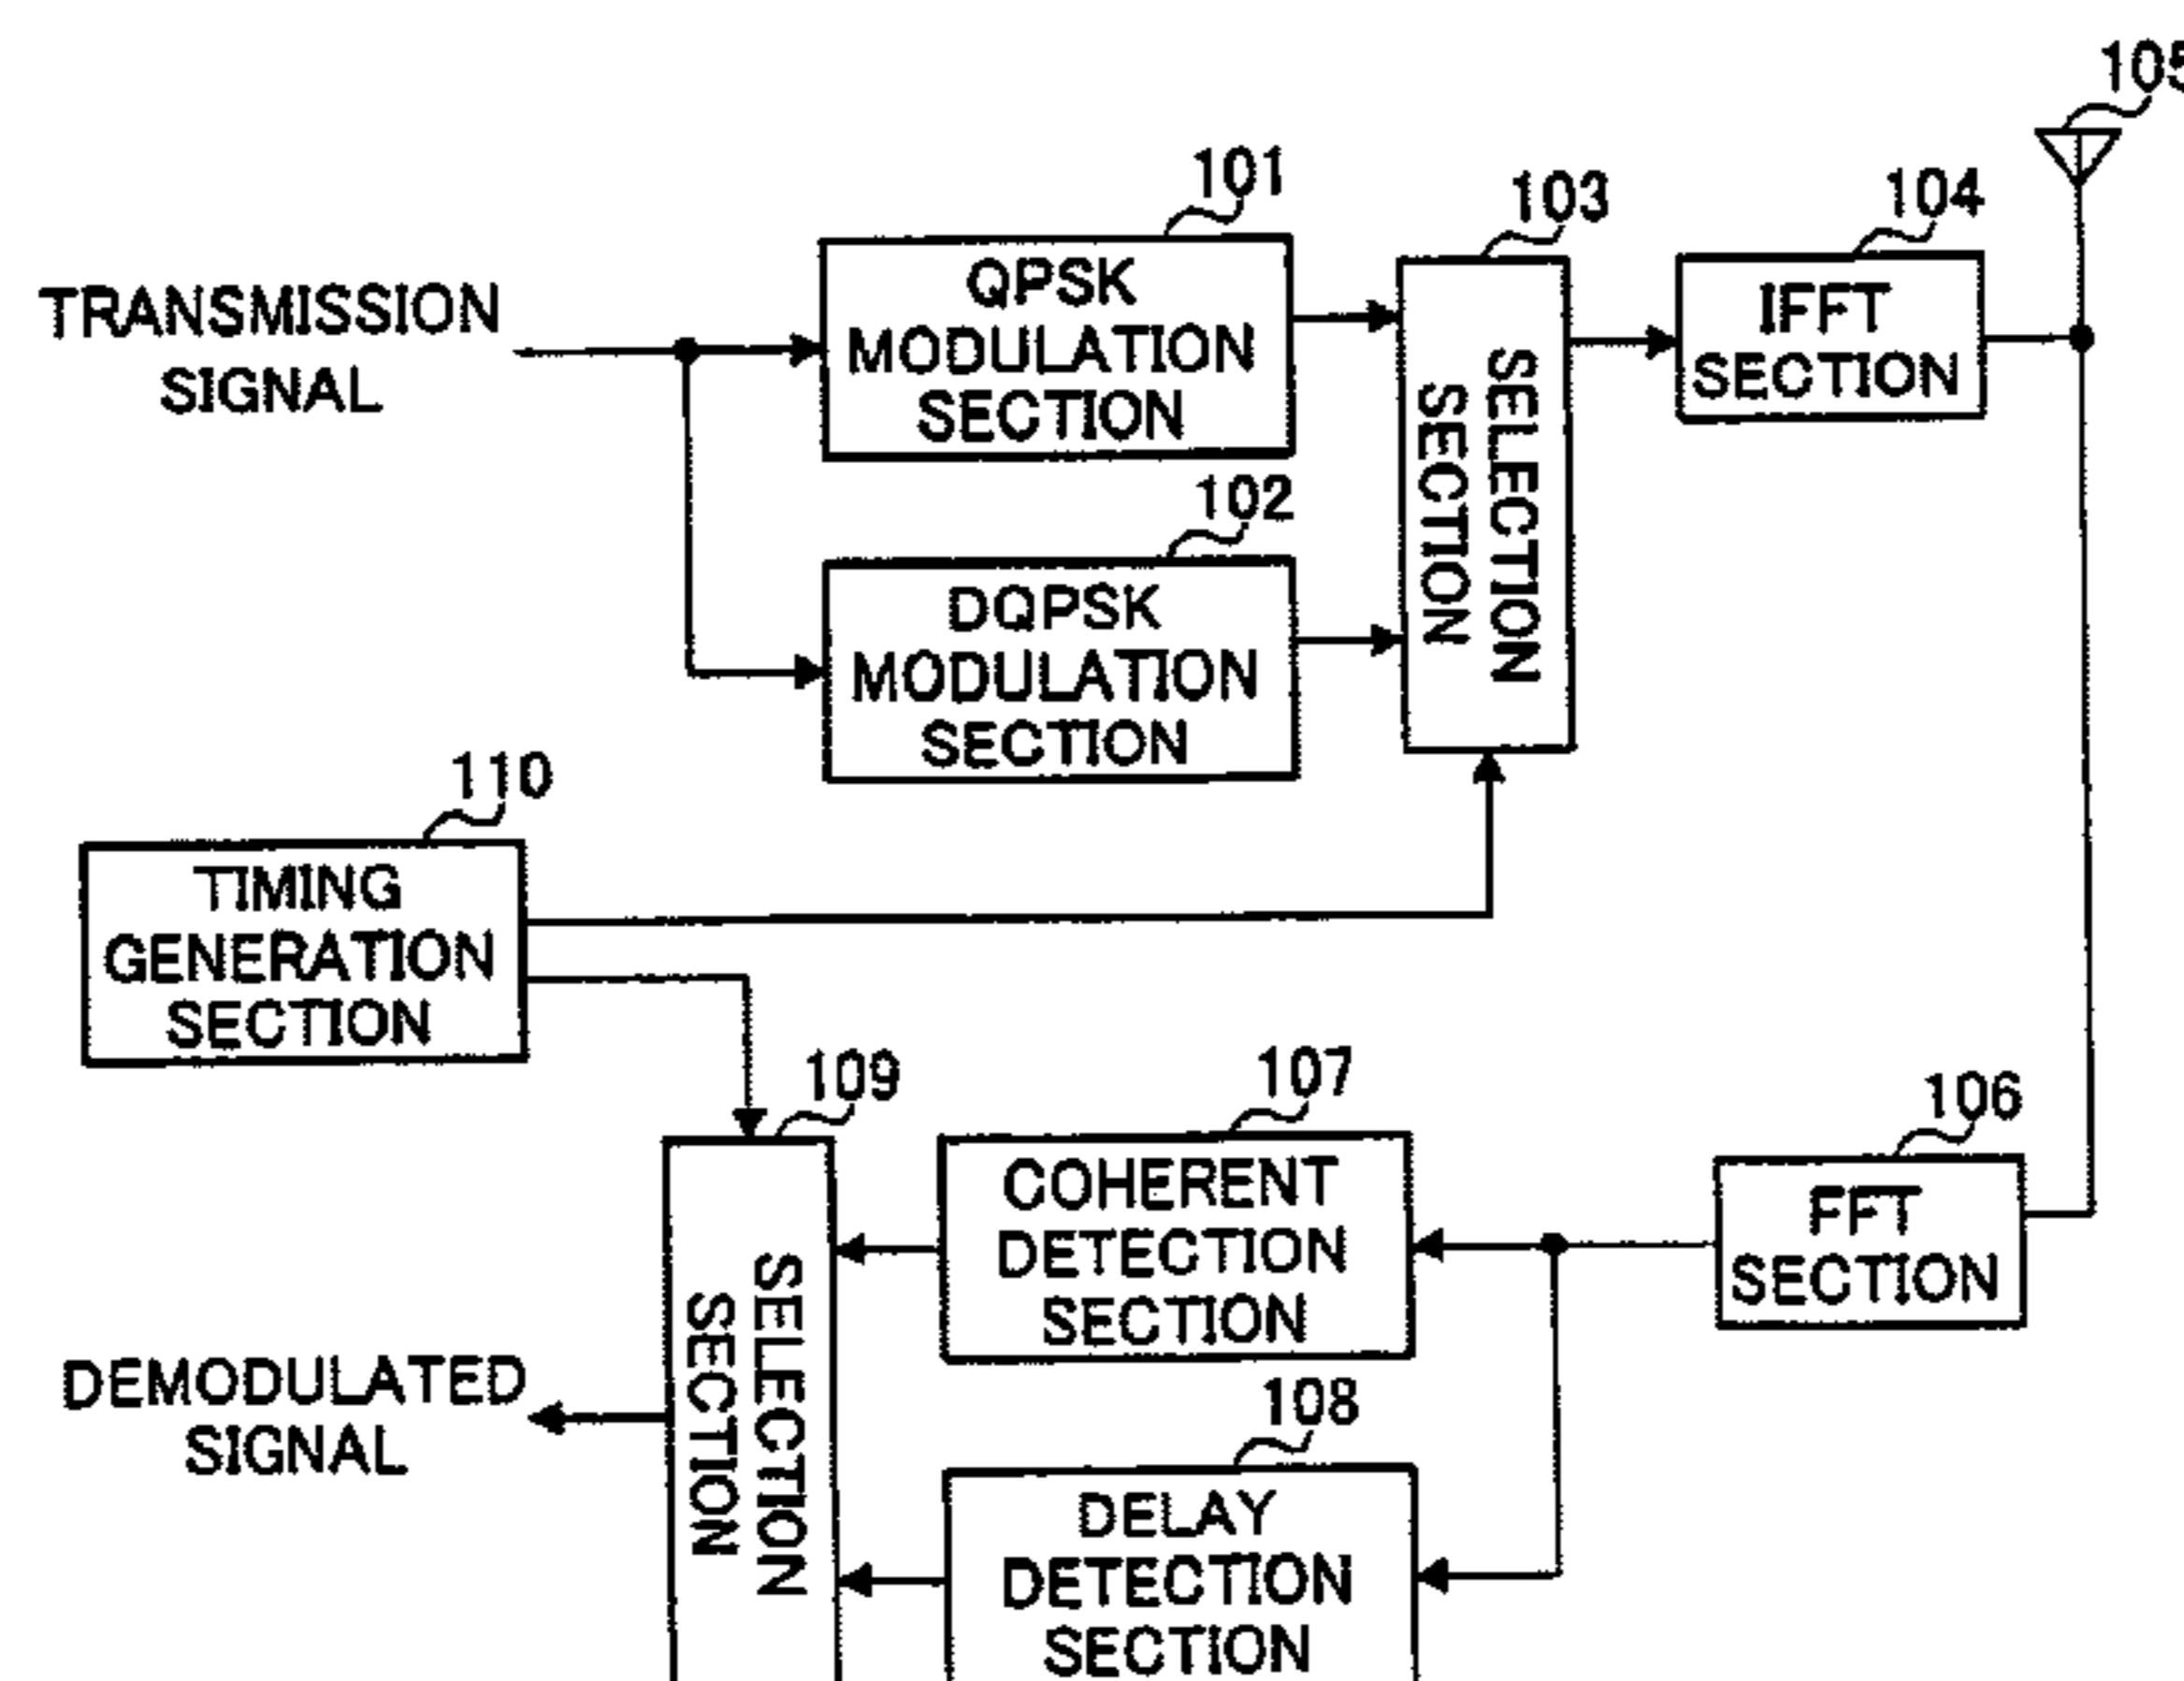 105
101
103
104
TRANSMISSION
SIGNAL
QPSK
MODULATION
SECTION
SELECTION
SECTION
IFFT
SECTION
102
DQPSK
MODULATION
SECTION
110
TIMING
GENERATION
SECTION
109
107
106
COHERENT
DETECTION
SECTION
FFT
SECTION
SELECTION
SECTION
DEMODULATED
SIGNAL
108
DELAY
DETECTION
SECTION